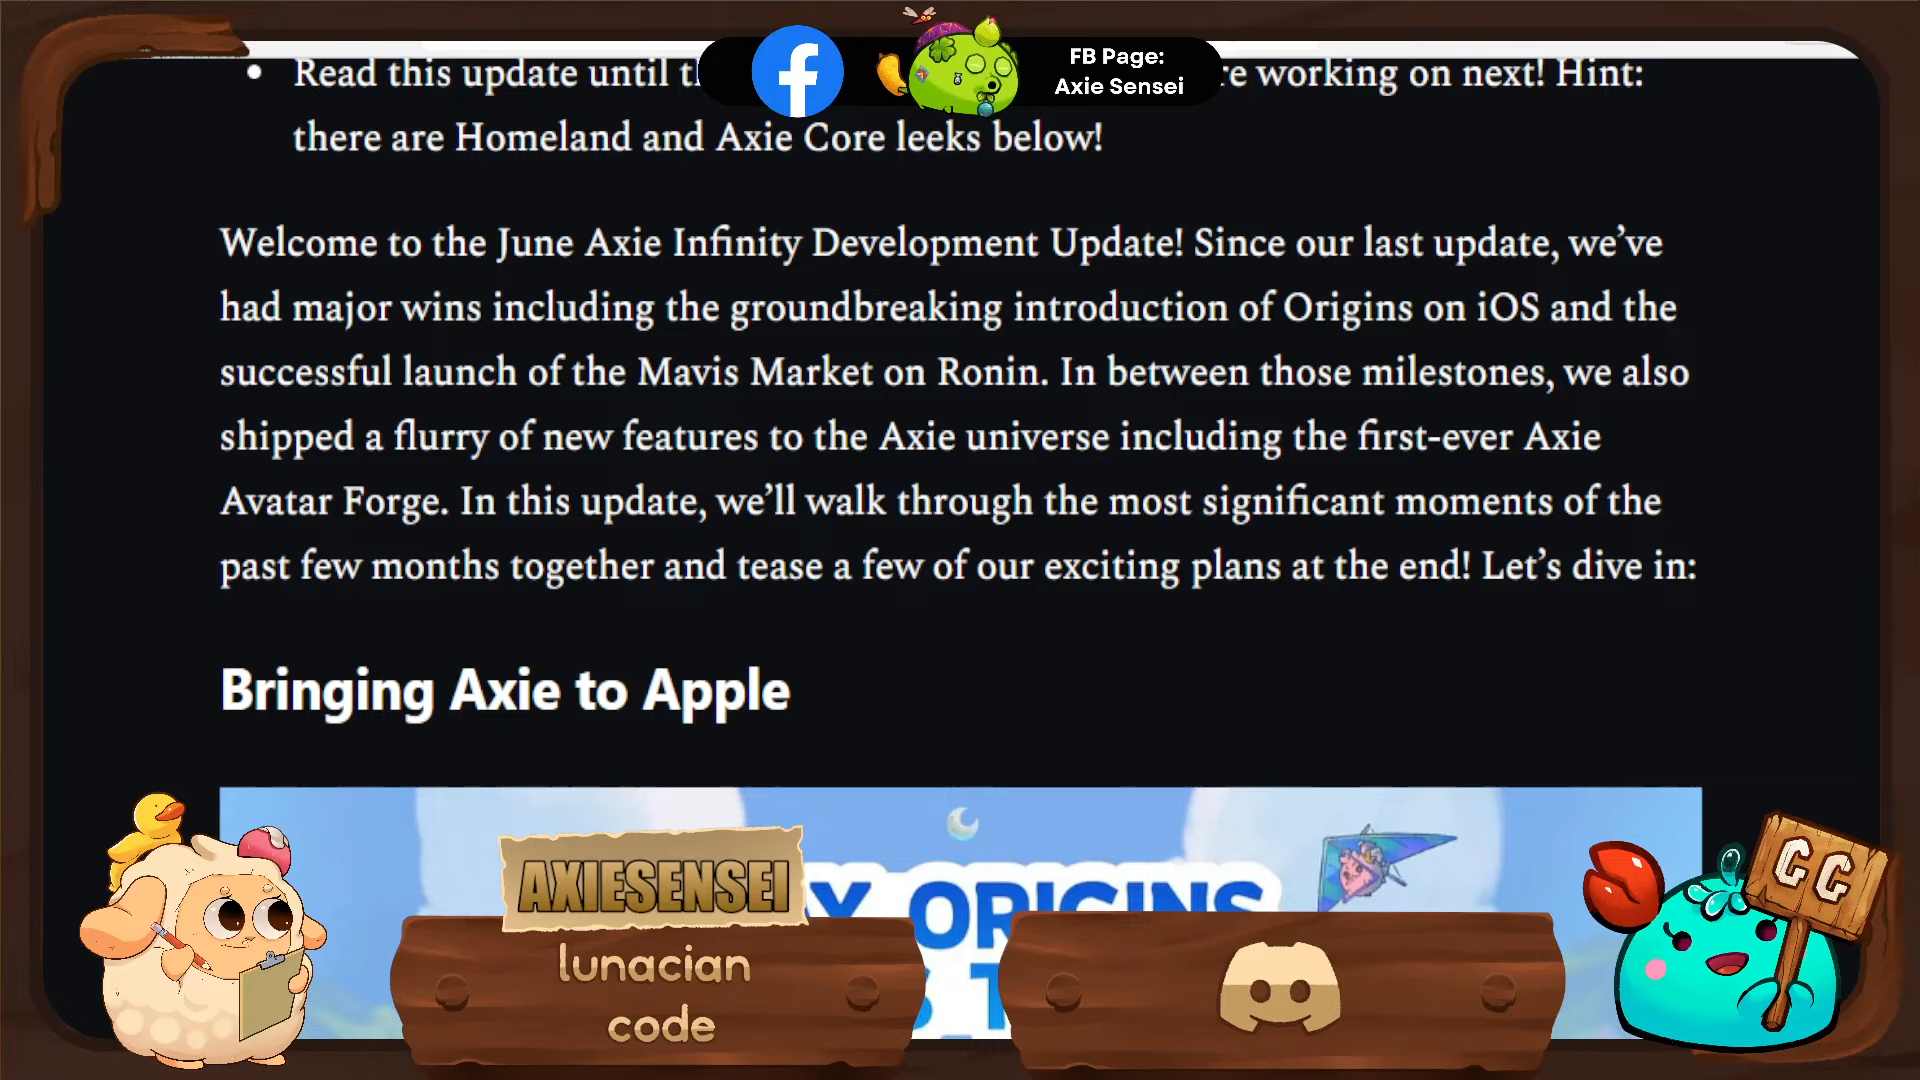 FB Page:
Axie Sensei
Read this update until t re working on next! Hint:
there are Homeland and Axie Core leeks below!
Welcome to the June Axie Infinity Development Update! Since our last update, we’ve
had major wins including the groundbreaking introduction of Origins on iOS and the
successful launch of the Mavis Market on Ronin. In between those milestones, we also
shipped a flurry of new features to the Axie universe including the first-ever Axie
Avatar Forge. In this update, we’ll walk through the most significant moments of the
past few months together and tease a few of our exciting plans at the end! Let’s dive in:
Bringing Axie to Apple
Y ORIGINS
AXIESENSEI
lunacian
code
CC